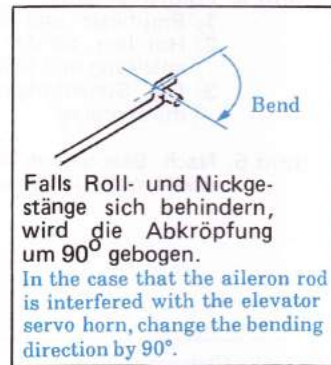 Bend
Falls Roll- und Nickge-
stänge sich behindern,
wird die Abkröpfung
um 90° gebogen.
In the case that the aileron rod
is interfered with the elevator
servo horn, change the bending
direction by 90°.